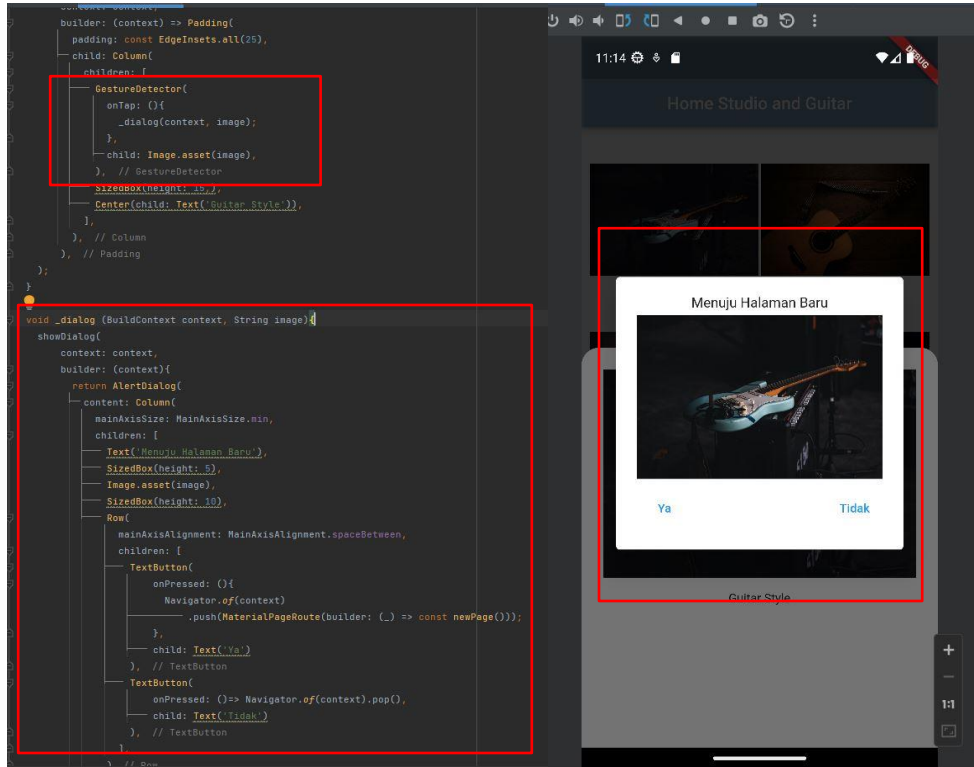 context: context,
builder: (context) => Padding(
padding: const EdgeInsets.all(25),
child: Column(
children: [
GestureDetector(
onTap: (){
_dialog(context, image);
},
child: Image.asset(image),
), // GestureDetector
SizedBox(height: 15,),
Center(child: Text('Guitar Style')),
],
), // Column
), // Padding
);
}
void _dialog (BuildContext context, String image){
showDialog(
context: context,
builder: (context){
return AlertDialog(
content: Column(
mainAxisSize: MainAxisSize.min,
children: [
Text('Menuju Halaman Baru'),
SizedBox(height: 5),
Image.asset(image),
SizedBox(height: 10),
Row(
mainAxisAlignment: MainAxisAlignment.spaceBetween,
children: [
TextButton(
onPressed: (){
Navigator.of(context)
.push(MaterialPageRoute(builder: (_) => const newPage()));
},
child: Text('Ya')
), // TextButton
TextButton(
onPressed: ()=> Navigator.of(context).pop(),
child: Text('Tidak')
), // TextButton
],
), // Row
11:14
DEBUG
Home Studio and Guitar
Menuju Halaman Baru
Ya Tidak
Guitar Style
1:1